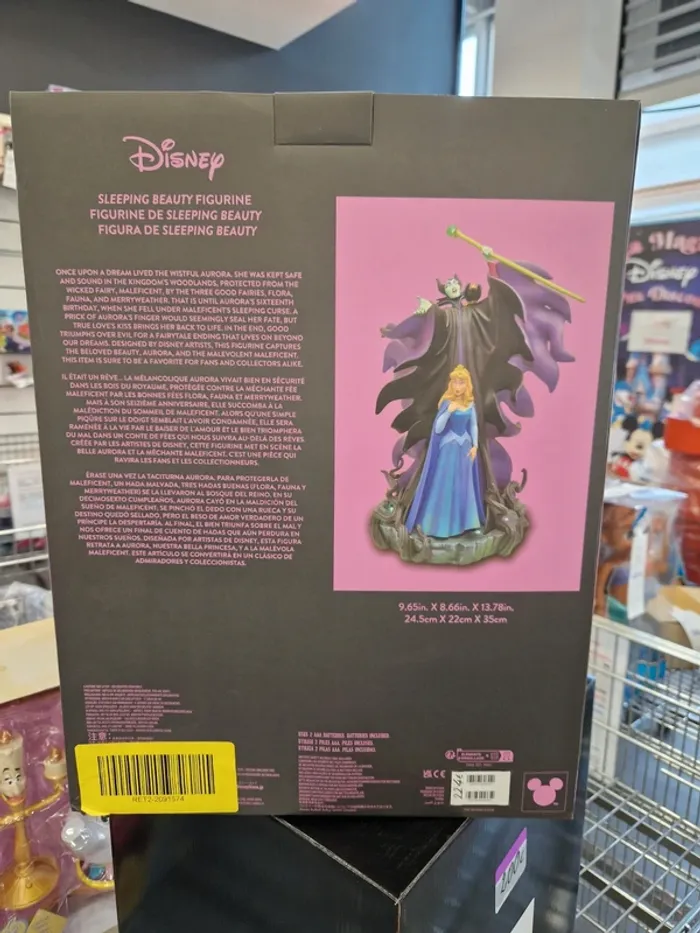 DISNEY
SLEEPING BEAUTY FIGURINE
FIGURINE DE SLEEPING BEAUTY
FIGURA DE SLEEPING BEAUTY
ONCE UPON A DREAM LIVED THE WISTFUL AURORA. SHE WAS KEPT SAFE
AND SOUND IN THE KINGDOM'S WOODLANDS, PROTECTED FROM THE
WICKED FAIRY, MALEFICENT, BY THE THREE GOOD FAIRIES, FLORA,
FAUNA, AND MERRYWEATHER. THAT IS UNTIL AURORA'S SIXTEENTH
BIRTHDAY, WHEN SHE FELL UNDER MALEFICENT'S SLEEPING CURSE. A
PRICK OF AURORA'S FINGER WOULD SEEMINGLY SEAL HER FATE, BUT
TRUE LOVE'S KISS BRINGS HER BACK TO LIFE. IN THE END, GOOD
TRIUMPHS OVER EVIL FOR A FAIRYTALE ENDING THAT LIVES ON BEYOND
OUR DREAMS. DESIGNED BY DISNEY ARTISTS, THIS FIGURINE CAPTURES
THE BELOVED BEAUTY, AURORA, AND THE MALEVOLENT MALEFICENT.
THIS ITEM IS SURE TO BE A FAVORITE FOR FANS AND COLLECTORS ALIKE.
IL ÉTAIT UN RÊVE... LA MÉLANCOLIQUE AURORA VIVAIT BIEN EN SÉCURITÉ
DANS LES BOIS DU ROYAUME, PROTÉGÉE CONTRE LA MÉCHANTE FÉE
MALEFICENT PAR LES BONNES FÉES FLORA, FAUNA ET MERRYWEATHER.
MAIS À SON SEIZIÈME ANNIVERSAIRE, ELLE SUCCOMBA À LA
MALÉDICTION DU SOMMEIL DE MALEFICENT. ALORS QU'UNE SIMPLE
PIQÛRE SUR LE DOIGT SEMBLAIT L'AVOIR CONDAMNÉE, ELLE SERA
RAMENÉE À LA VIE PAR LE BAISER DE L'AMOUR ET LE BIEN TRIOMPHERA
DU MAL DANS UN CONTE DE FÉES QUI NOUS SUIVRA AU-DELÀ DES RÊVES
CRÉÉE PAR LES ARTISTES DE DISNEY, CETTE FIGURINE MET EN SCÈNE LA
BELLE AURORA ET LA MÉCHANTE MALEFICENT. C'EST UNE PIÈCE QUI
RAVIRA LES FANS ET LES COLLECTIONNEURS.
ÉRASE UNA VEZ LA TACITURNA AURORA. PARA PROTEGERLA DE
MALEFICENT, UN HADA MALVADA, TRES HADAS BUENAS (FLORA, FAUNA Y
MERRYWEATHER) SE LA LLEVARON AL BOSQUE DEL REINO. EN SU
DECIMOSEXTO CUMPLEAÑOS, AURORA CAYÓ EN LA MALDICIÓN DEL
SUEÑO DE MALEFICENT, SE PINCHÓ EL DEDO CON UNA RUECA Y SU
DESTINO QUEDÓ SELLADO. PERO EL BESO DE AMOR VERDADERO DE UN
PRÍNCIPE LA DESPERTARÍA. AL FINAL, EL BIEN TRIUNFA SOBRE EL MAL Y
NOS OFRECE UN FINAL DE CUENTO DE HADAS QUE AÚN PERDURA EN
NUESTROS SUEÑOS. DISEÑADA POR ARTISTAS DE DISNEY, ESTA FIGURA
RETRATA A AURORA, NUESTRA BELLA PRINCESA, Y A LA MALÉVOLA
MALEFICENT. ESTE ARTÍCULO SE CONVERTIRÁ EN UN CLÁSICO DE
ADMIRADORES Y COLECCIONISTAS.
9.65in. X 8.66in. X 13.78in.
24.5cm X 22cm X 35cm
USES 2 AAA BATTERIES. BATTERIES INCLUDED.
UTILISE 2 PILES AAA. PILES INCLUSES.
注意:
RET2-2091574
Disney